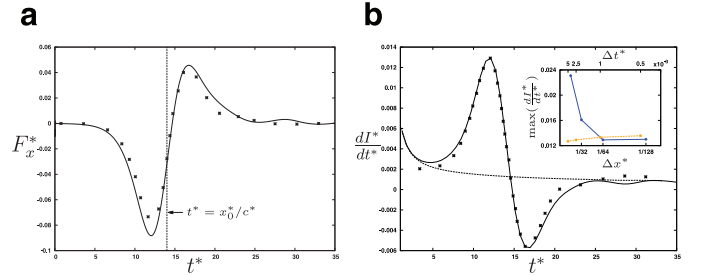 a
0.06
0.04
0.02
0
-0.02
-0.04
-0.06
-0.08
-0.1
F*x
t* = x*0/c*
0 5 10 15 20 25 30 35
t*
b
0.014
0.012
0.01
0.008
0.006
0.004
0.002
0
-0.002
-0.004
-0.006
dI*/dt*
5 10 15 20 25 30 35
t*
Δt*
5 2.5 1 0.5 x10⁻³
0.024
0.020
0.016
0.012
max(dI*/dt*)
1/32 1/64 1/128
Δx*